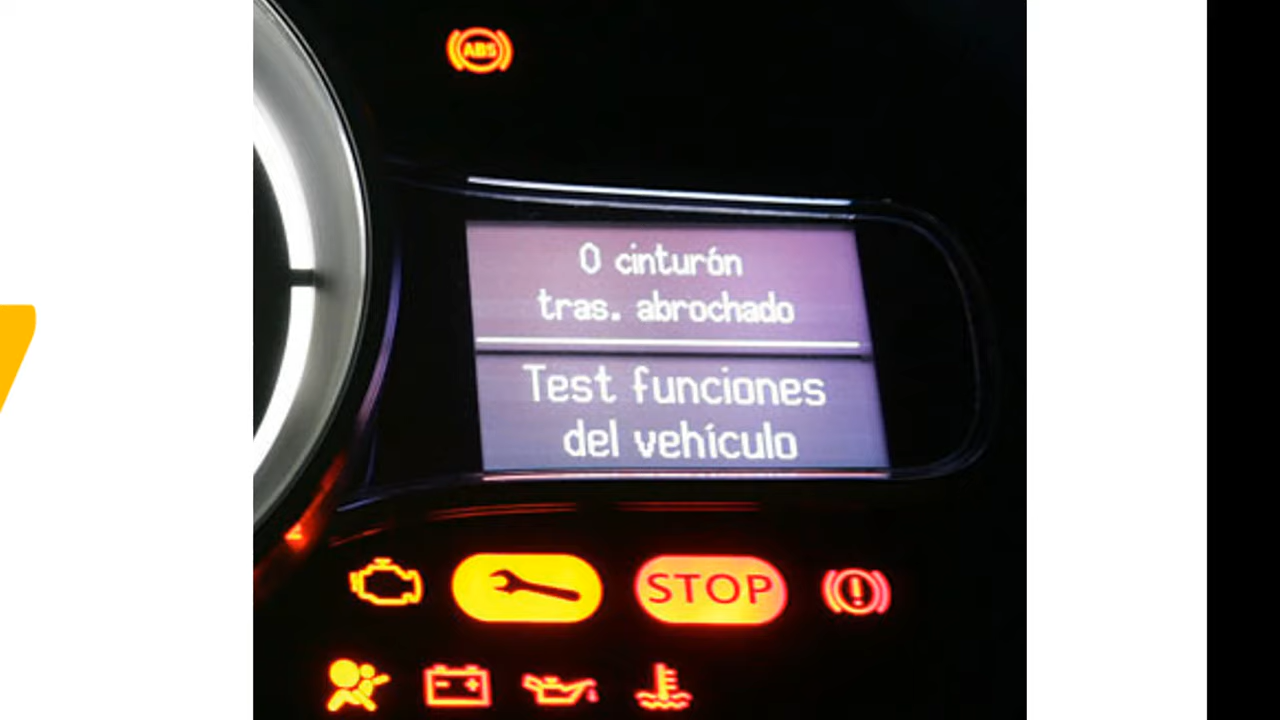 ABS
0 cinturón
tras. abrochado
Test funciones
del vehículo
STOP